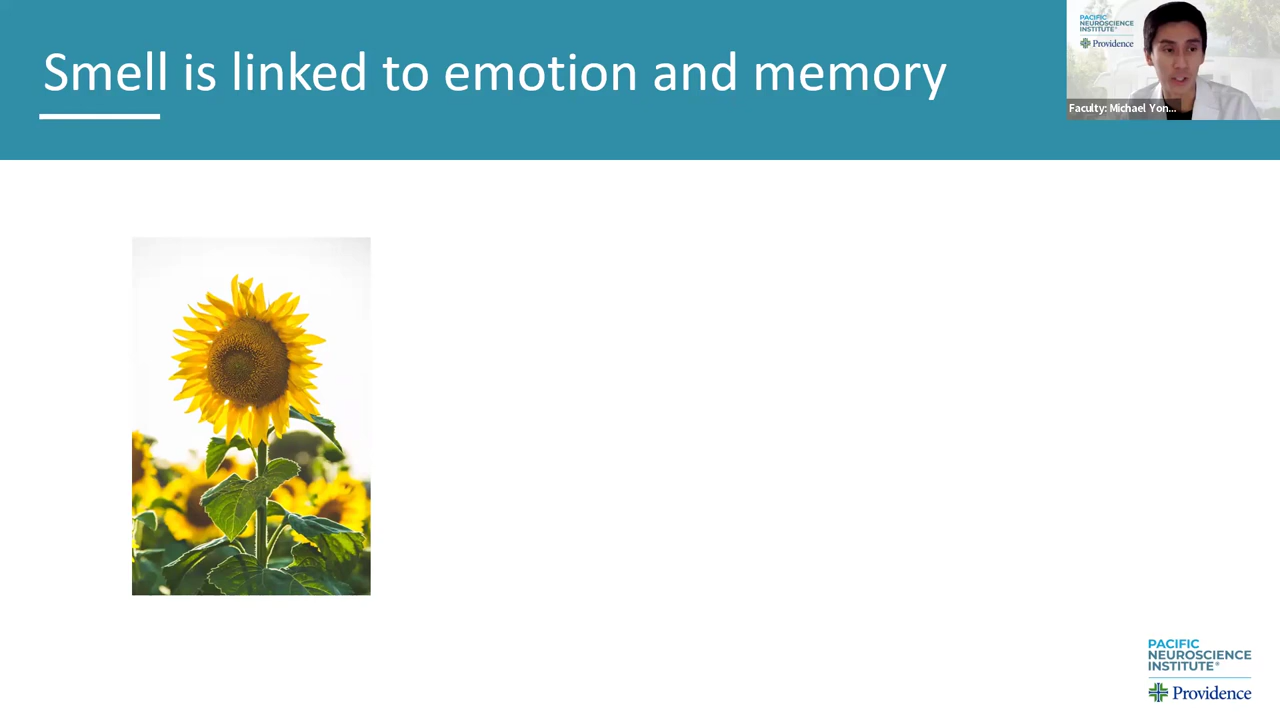 Smell is linked to emotion and memory
PACIFIC
NEUROSCIENCE
INSTITUTE®
Providence
Faculty: Michael Yon...
PACIFIC
NEUROSCIENCE
INSTITUTE®
Providence